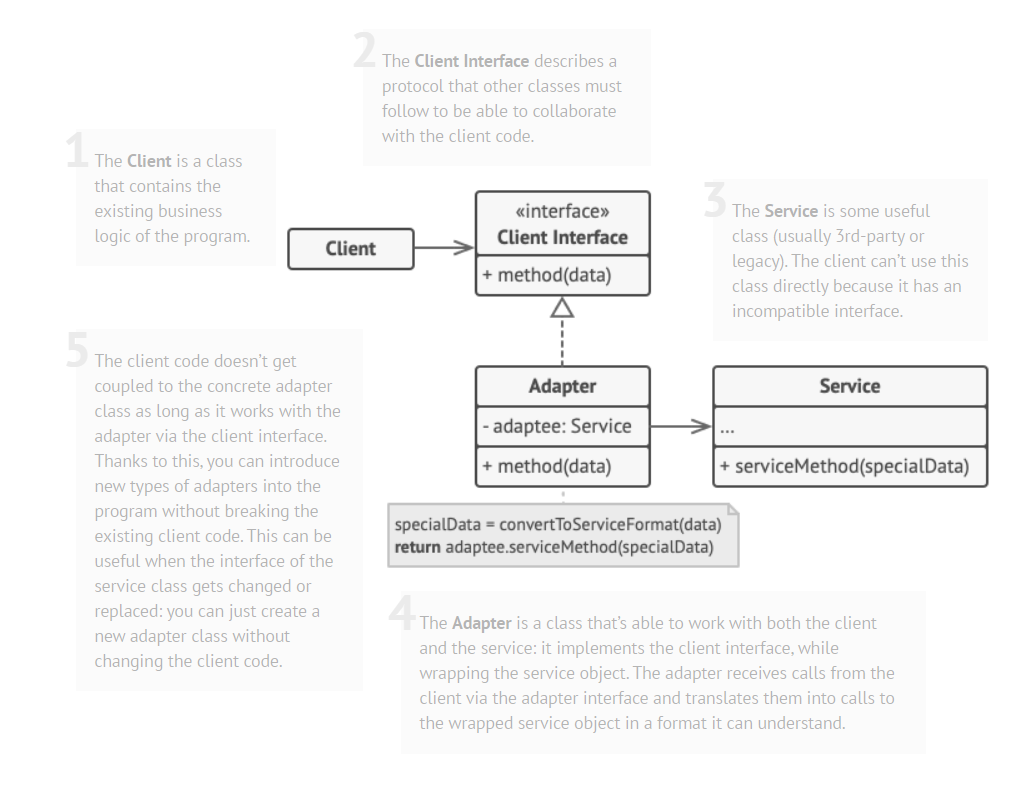 1
The Client is a class
that contains the
existing business
logic of the program.
2
The Client Interface describes a
protocol that other classes must
follow to be able to collaborate
with the client code.
3
The Service is some useful
class (usually 3rd-party or
legacy). The client can’t use this
class directly because it has an
incompatible interface.
Client
«interface»
Client Interface
+ method(data)
Adapter
- adaptee: Service
+ method(data)
Service
...
+ serviceMethod(specialData)
specialData = convertToServiceFormat(data)
return adaptee.serviceMethod(specialData)
4
The Adapter is a class that’s able to work with both the client
and the service: it implements the client interface, while
wrapping the service object. The adapter receives calls from the
client via the adapter interface and translates them into calls to
the wrapped service object in a format it can understand.
5
The client code doesn’t get
coupled to the concrete adapter
class as long as it works with the
adapter via the client interface.
Thanks to this, you can introduce
new types of adapters into the
program without breaking the
existing client code. This can be
useful when the interface of the
service class gets changed or
replaced: you can just create a
new adapter class without
changing the client code.